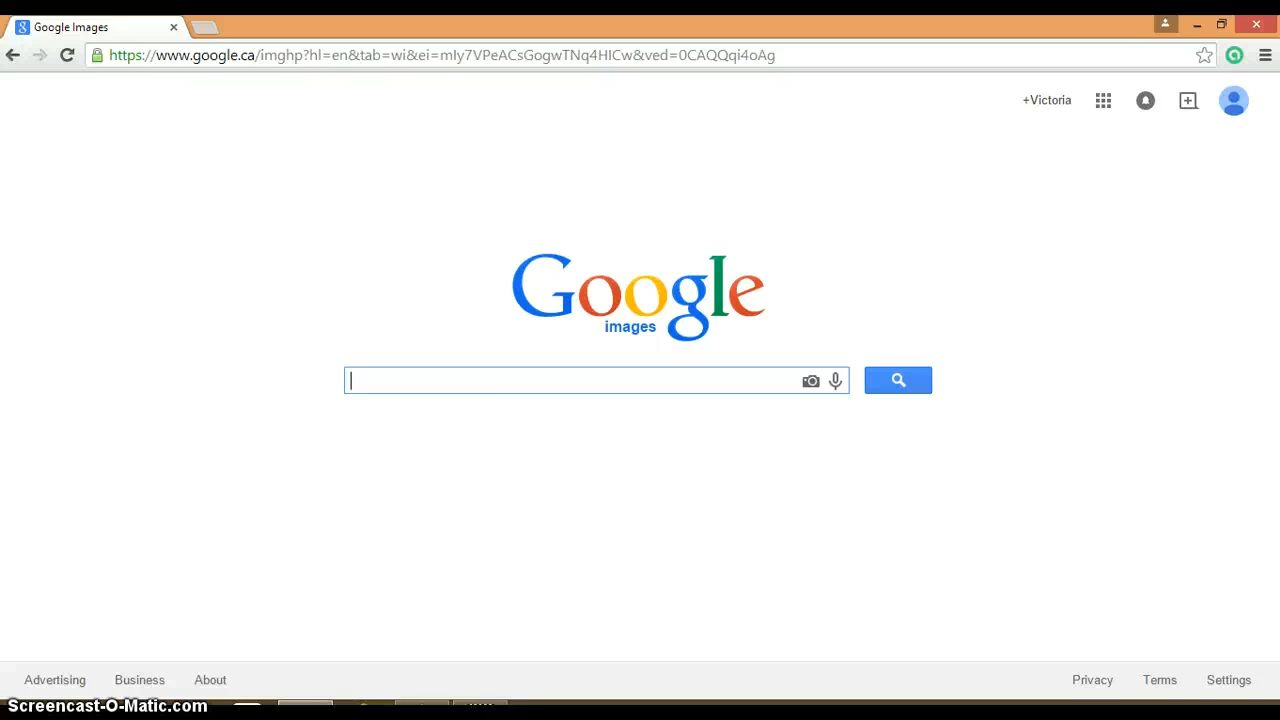 Google Images
https://www.google.ca/imghp?hl=en&tab=wi&ei=mIy7VPeACsGogwTNq4HICw&ved=0CAQQqi4oAg
+Victoria
Google
images
Advertising Business About Privacy Terms Settings
Screencast-O-Matic.com